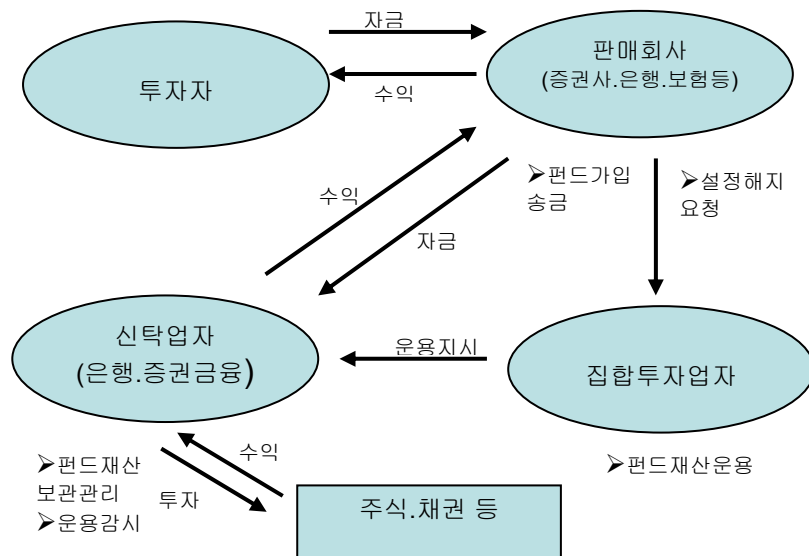 자금
판매회사
(증권사.은행.보험등)
투자자
수익
➢펀드가입
송금
➢설정해지
요청
수익
자금
신탁업자
(은행.증권금융)
운용지시
집합투자업자
➢펀드재산
보관관리
➢운용감시
수익
투자
➢펀드재산운용
주식.채권 등